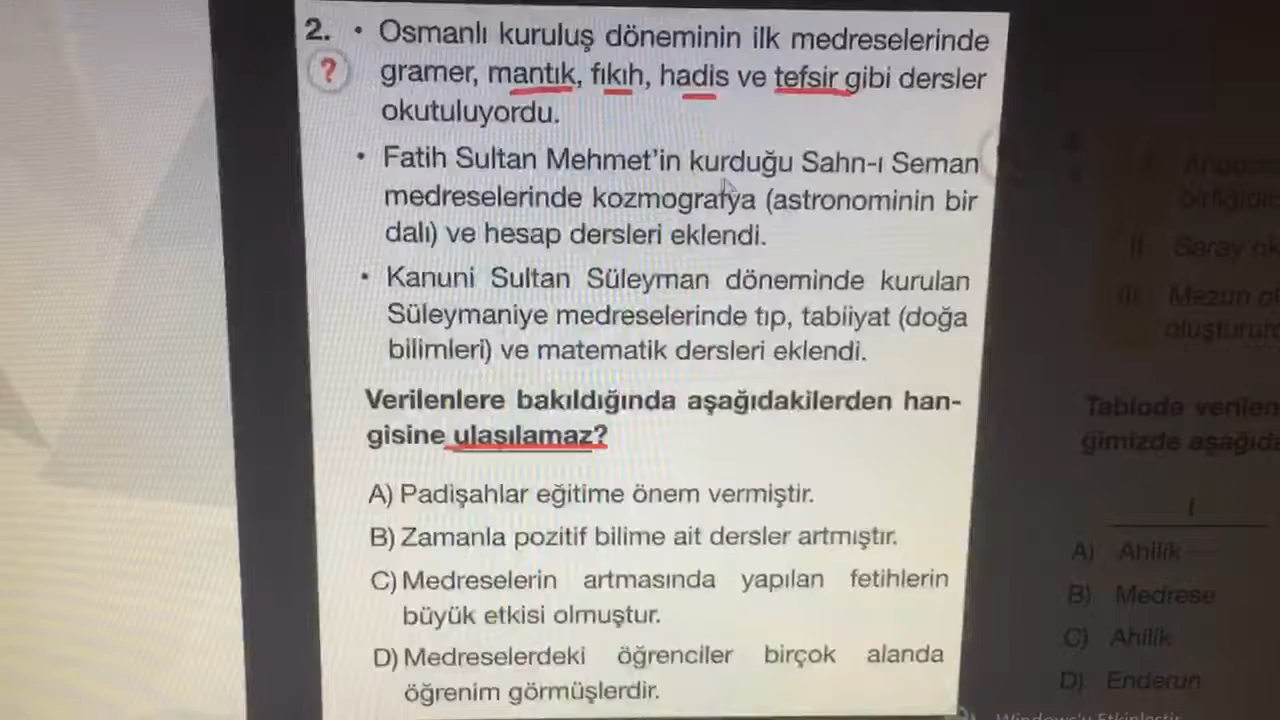 2. • Osmanlı kuruluş döneminin ilk medreselerinde
? gramer, mantık, fıkıh, hadis ve tefsir gibi dersler
okutuluyordu.
• Fatih Sultan Mehmet'in kurduğu Sahn-ı Seman
medreselerinde kozmografya (astronominin bir
dalı) ve hesap dersleri eklendi.
• Kanuni Sultan Süleyman döneminde kurulan
Süleymaniye medreselerinde tıp, tabiiyat (doğa
bilimleri) ve matematik dersleri eklendi.
Verilenlere bakıldığında aşağıdakilerden han-
gisine ulaşılamaz?
A) Padişahlar eğitime önem vermiştir.
B) Zamanla pozitif bilime ait dersler artmıştır.
C) Medreselerin artmasında yapılan fetihlerin
büyük etkisi olmuştur.
D) Medreselerdeki öğrenciler birçok alanda
öğrenim görmüşlerdir.
II. Saray
III. Mezun
Tabloda verilen
ğimizde
I
A) Ahilik
B) Medrese
C) Ahilik
D) Enderun